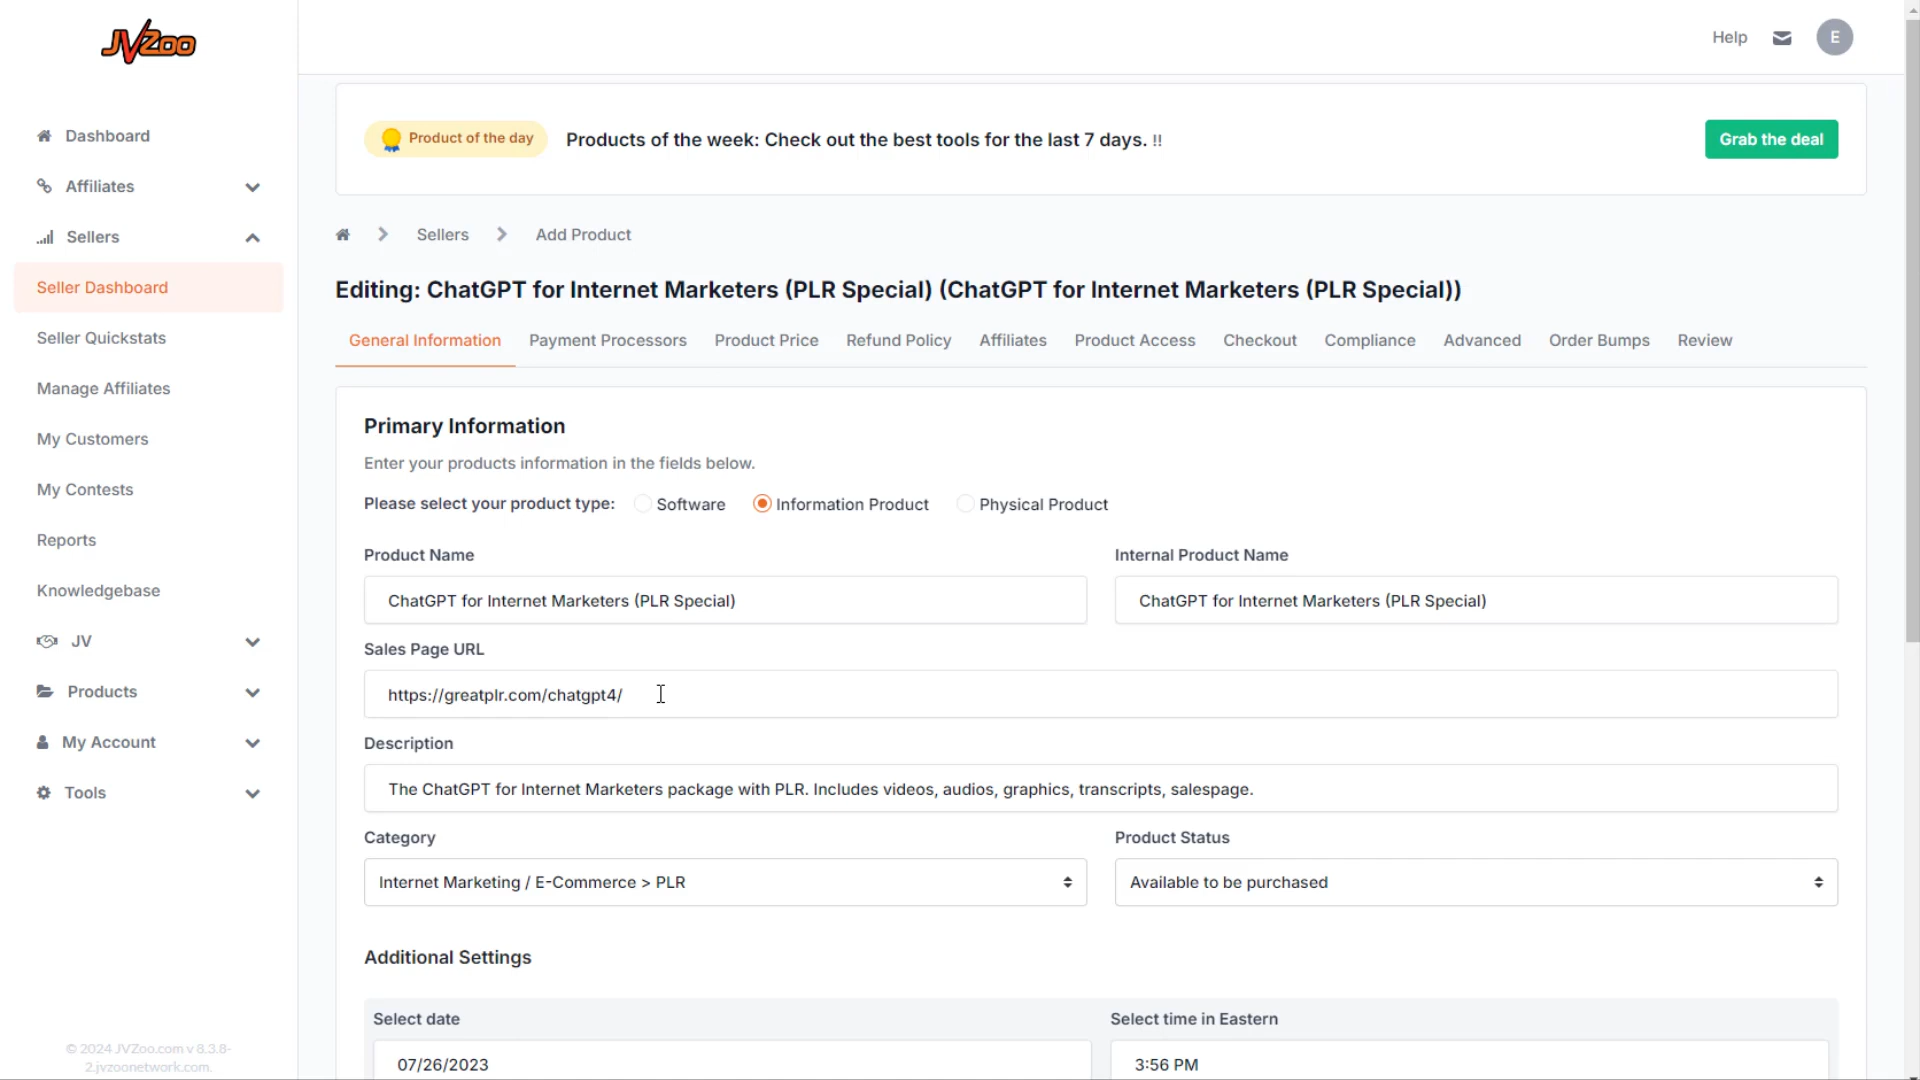 JVZoo
Help
E
Dashboard
Affiliates
Sellers
Seller Dashboard
Seller Quickstats
Manage Affiliates
My Customers
My Contests
Reports
Knowledgebase
JV
Products
My Account
Tools
© 2024 JVZoo.com v 8.3.8-
2.jvzoonetwork.com.
Product of the day
Products of the week: Check out the best tools for the last 7 days. !!
Grab the deal
Sellers
Add Product
Editing: ChatGPT for Internet Marketers (PLR Special) (ChatGPT for Internet Marketers (PLR Special))
General Information
Payment Processors
Product Price
Refund Policy
Affiliates
Product Access
Checkout
Compliance
Advanced
Order Bumps
Review
Primary Information
Enter your products information in the fields below.
Please select your product type: Software Information Product Physical Product
Product Name
ChatGPT for Internet Marketers (PLR Special)
Internal Product Name
ChatGPT for Internet Marketers (PLR Special)
Sales Page URL
https://greatplr.com/chatgpt4/
Description
The ChatGPT for Internet Marketers package with PLR. Includes videos, audios, graphics, transcripts, salespage.
Category
Internet Marketing / E-Commerce > PLR
Product Status
Available to be purchased
Additional Settings
Select date
07/26/2023
Select time in Eastern
3:56 PM